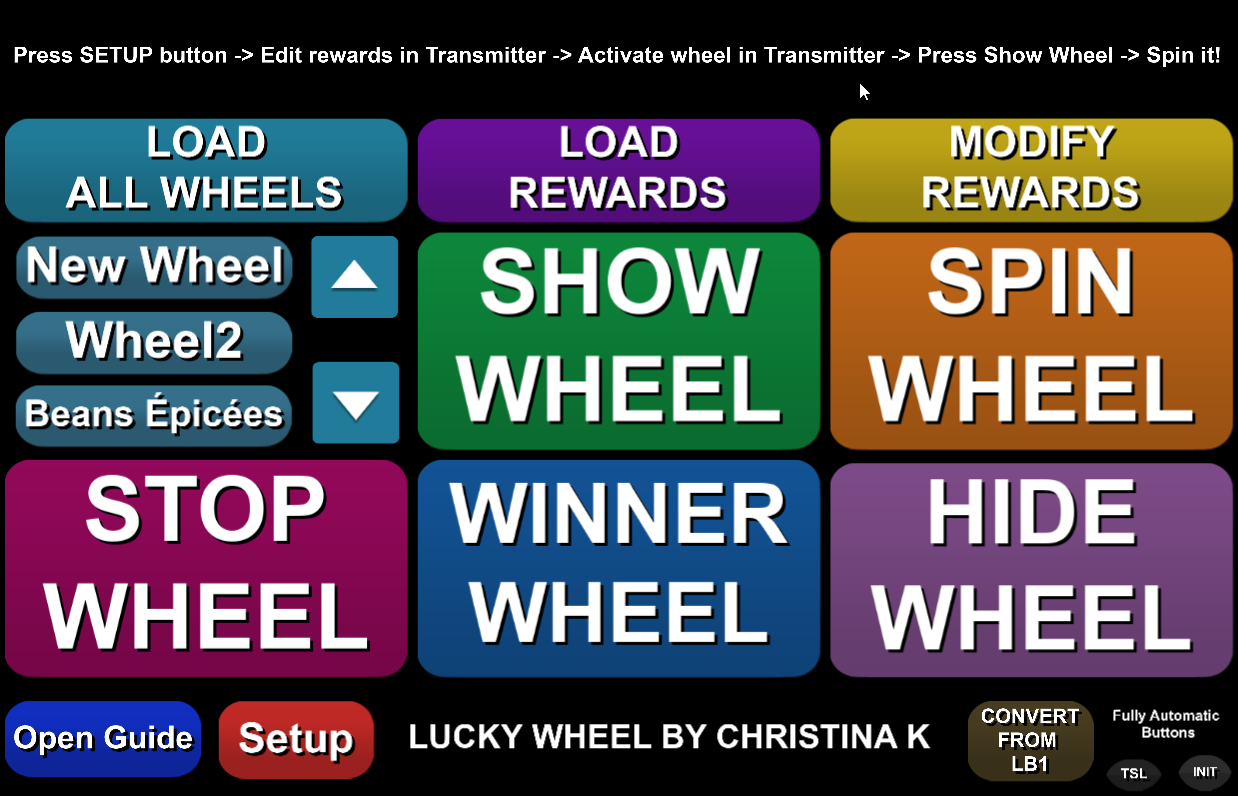 Press SETUP button -> Edit rewards in Transmitter -> Activate wheel in Transmitter -> Press Show Wheel -> Spin it!
LOAD
ALL WHEELS
LOAD
REWARDS
MODIFY
REWARDS
New Wheel
Wheel2
Beans Épicées
SHOW
WHEEL
SPIN
WHEEL
STOP
WHEEL
WINNER
WHEEL
HIDE
WHEEL
Open Guide
Setup
LUCKY WHEEL BY CHRISTINA K
CONVERT
FROM
LB1
Fully Automatic
Buttons
TSL
INIT